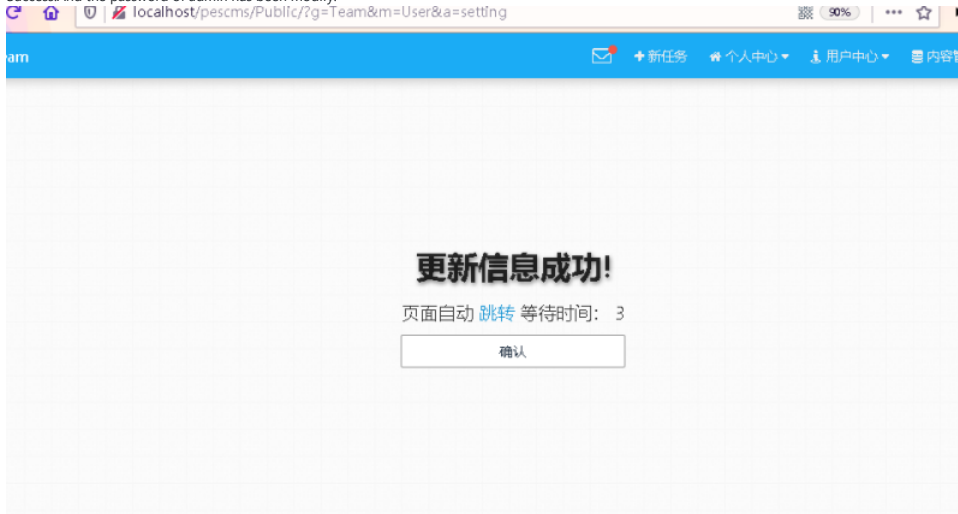 localhost/pescms/Public/?g=Team&m=User&a=setting 90%
eam +新任务 个人中心 用户中心 内容
更新信息成功!
页面自动 跳转 等待时间： 3
确认